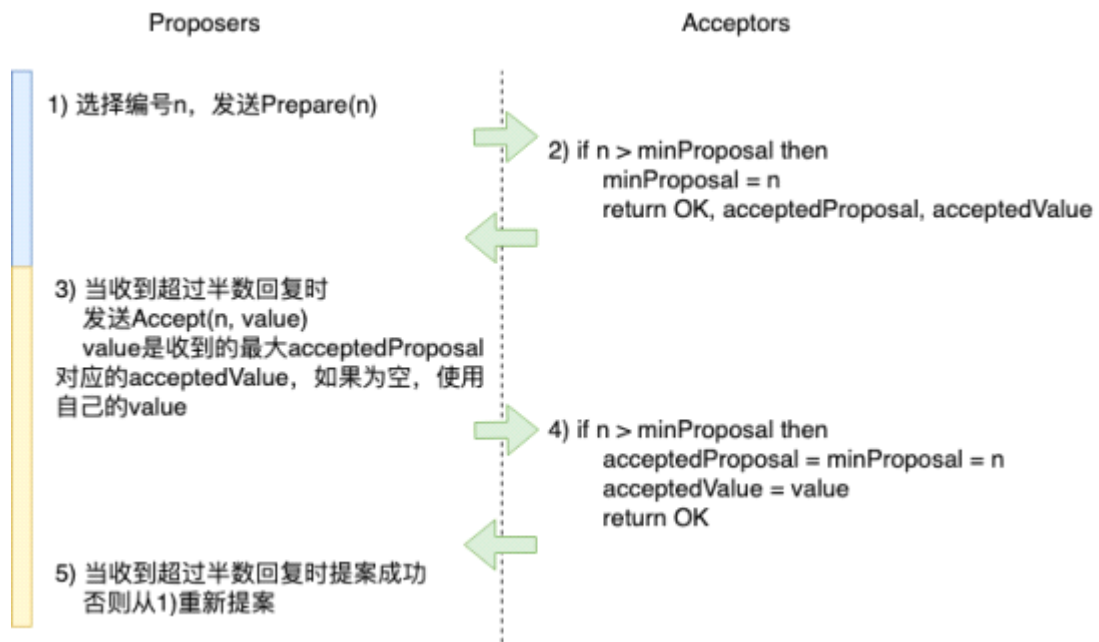 Proposers
Acceptors
1) 选择编号n，发送Prepare(n)
2) if n > minProposal then
minProposal = n
return OK, acceptedProposal, acceptedValue
3) 当收到超过半数回复时
发送Accept(n, value)
value是收到的最大acceptedProposal
对应的acceptedValue，如果为空，使用
自己的value
4) if n > minProposal then
acceptedProposal = minProposal = n
acceptedValue = value
return OK
5) 当收到超过半数回复时提案成功
否则从1)重新提案